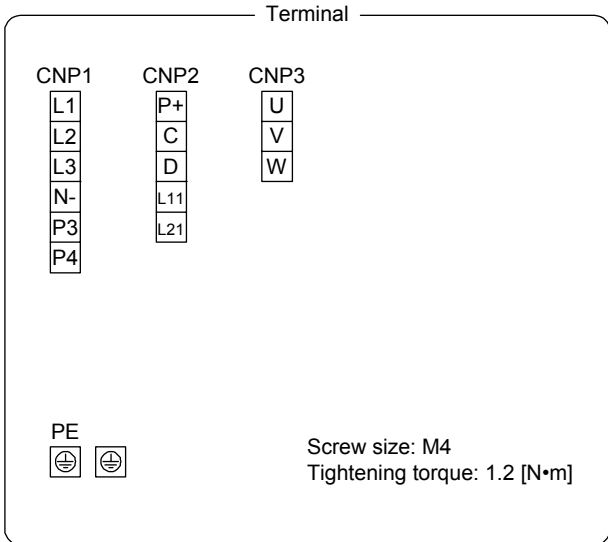 Terminal
CNP1
L1
L2
L3
N-
P3
P4
CNP2
P+
C
D
L11
L21
CNP3
U
V
W
PE
Screw size: M4
Tightening torque: 1.2 [N•m]